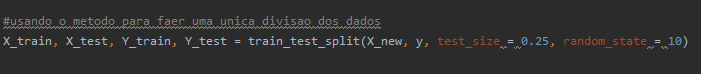 #usando o metodo para faer uma unica divisao dos dados
X_train, X_test, Y_train, Y_test = train_test_split(X_new, y, test_size = 0.25, random_state = 10)